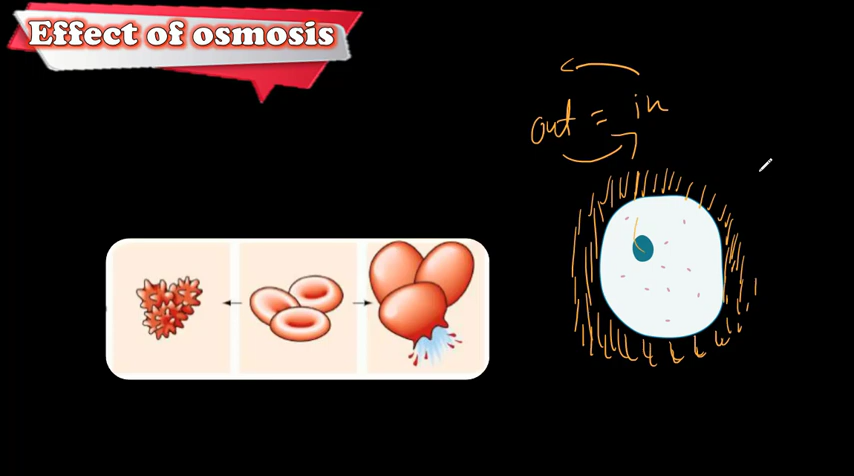 Effect of osmosis
out = in